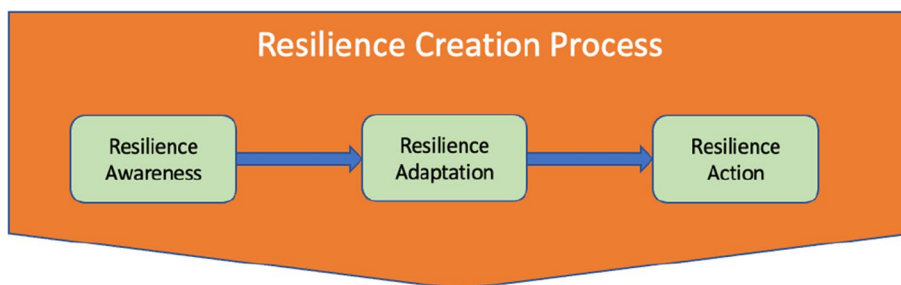 Resilience Creation Process
Resilience
Awareness
Resilience
Adaptation
Resilience
Action